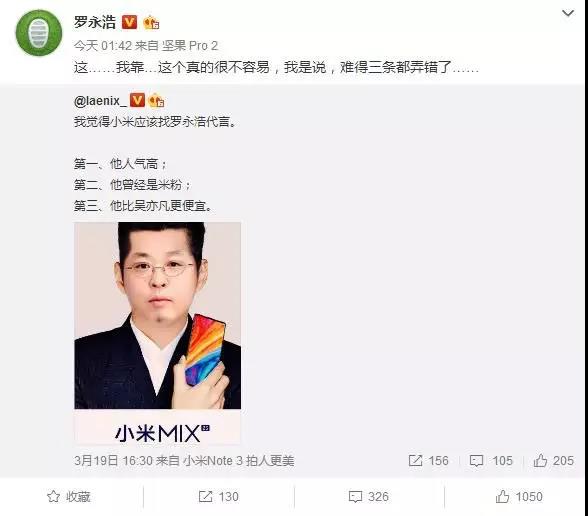 罗永浩
今天 01:42 来自 坚果 Pro 2
这……我靠…这个真的很不容易，我是说，难得三条都弄错了……
@laenix_
我觉得小米应该找罗永浩代言。
第一、他人气高；
第二、他曾经是米粉；
第三、他比吴亦凡更便宜。
小米MIX
3月19日 16:30 来自 小米Note 3 拍人更美
156 105 205
收藏 130 326 1050